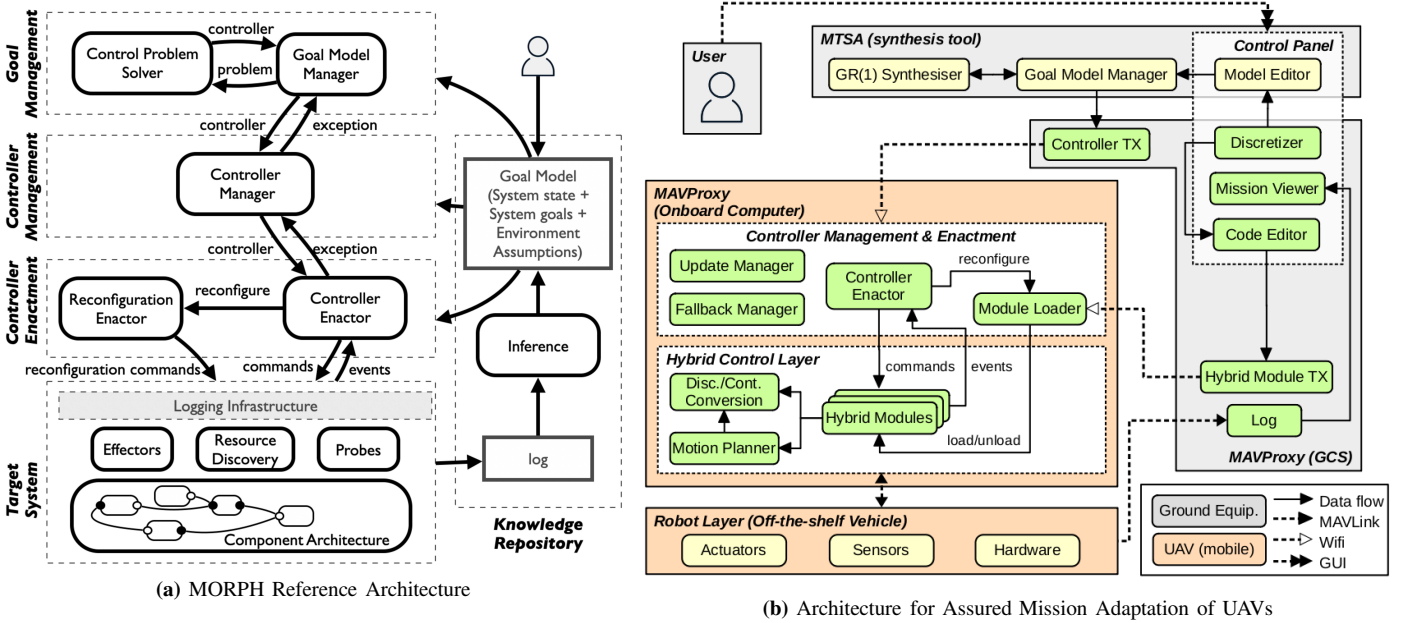 Goal
Management
Control Problem
Solver
controller
problem
Goal Model
Manager
controller
exception
Controller
Management
Controller
Manager
controller
exception
Controller
Enactment
Reconfiguration
Enactor
reconfigure
Controller
Enactor
reconfiguration commands
commands
events
Target
System
Logging Infrastructure
Effectors
Resource
Discovery
Probes
Component Architecture
Goal Model
(System state +
System goals +
Environment
Assumptions)
Inference
log
Knowledge
Repository
(a) MORPH Reference Architecture
User
MTSA (synthesis tool)
Control Panel
GR(1) Synthesiser
Goal Model Manager
Model Editor
Controller TX
Discretizer
Mission Viewer
Code Editor
Hybrid Module TX
Log
MAVProxy (GCS)
MAVProxy
(Onboard Computer)
Controller Management & Enactment
Update Manager
Fallback Manager
Controller
Enactor
reconfigure
Module Loader
Hybrid Control Layer
commands
events
Disc./Cont.
Conversion
Motion Planner
Hybrid Modules
load/unload
Robot Layer (Off-the-shelf Vehicle)
Actuators
Sensors
Hardware
Ground Equip.
UAV (mobile)
Data flow
MAVLink
Wifi
GUI
(b) Architecture for Assured Mission Adaptation of UAVs